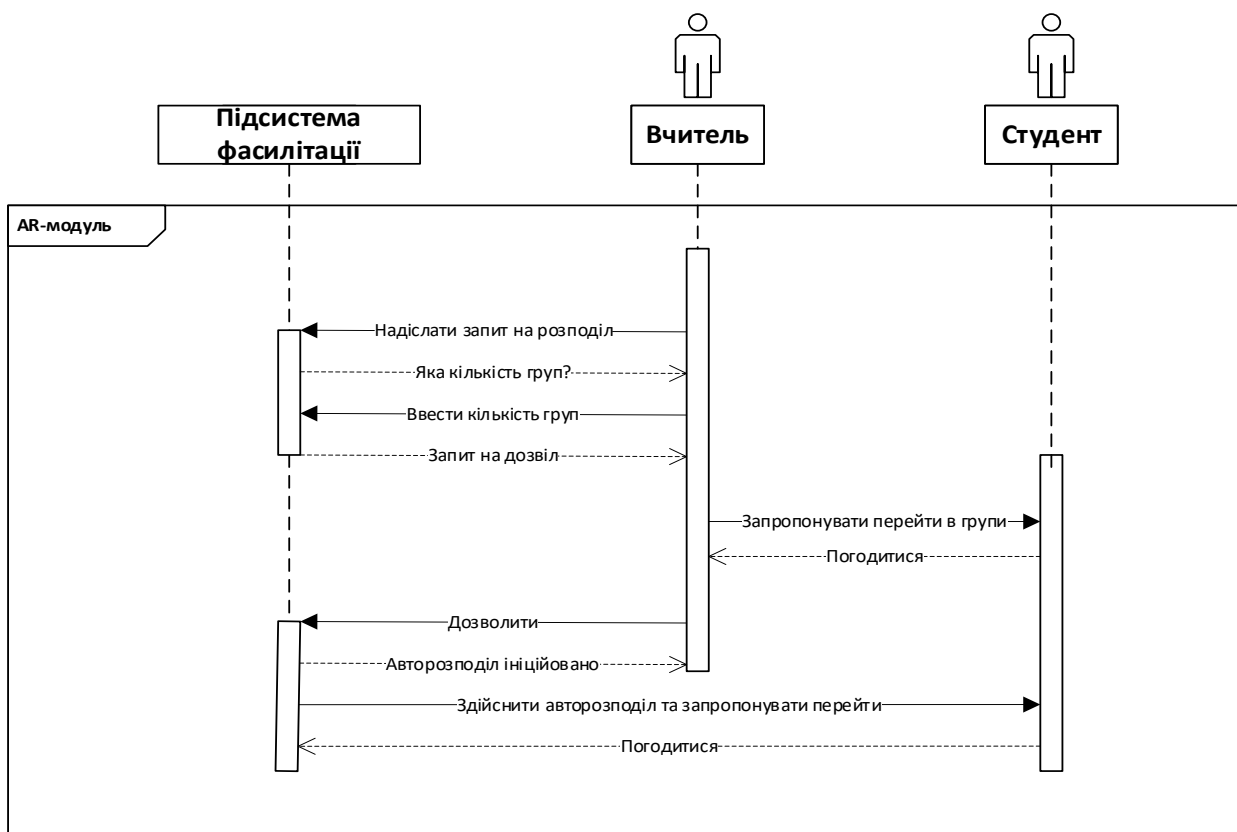 Підсистема
фасилітації
Вчитель
Студент
AR-модуль
Надіслати запит на розподіл
Яка кількість груп?
Ввести кількість груп
Запит на дозвіл
Запропонувати перейти в групи
Погодитися
Дозволити
Авторозподіл ініційовано
Здійснити авторозподіл та запропонувати перейти
Погодитися